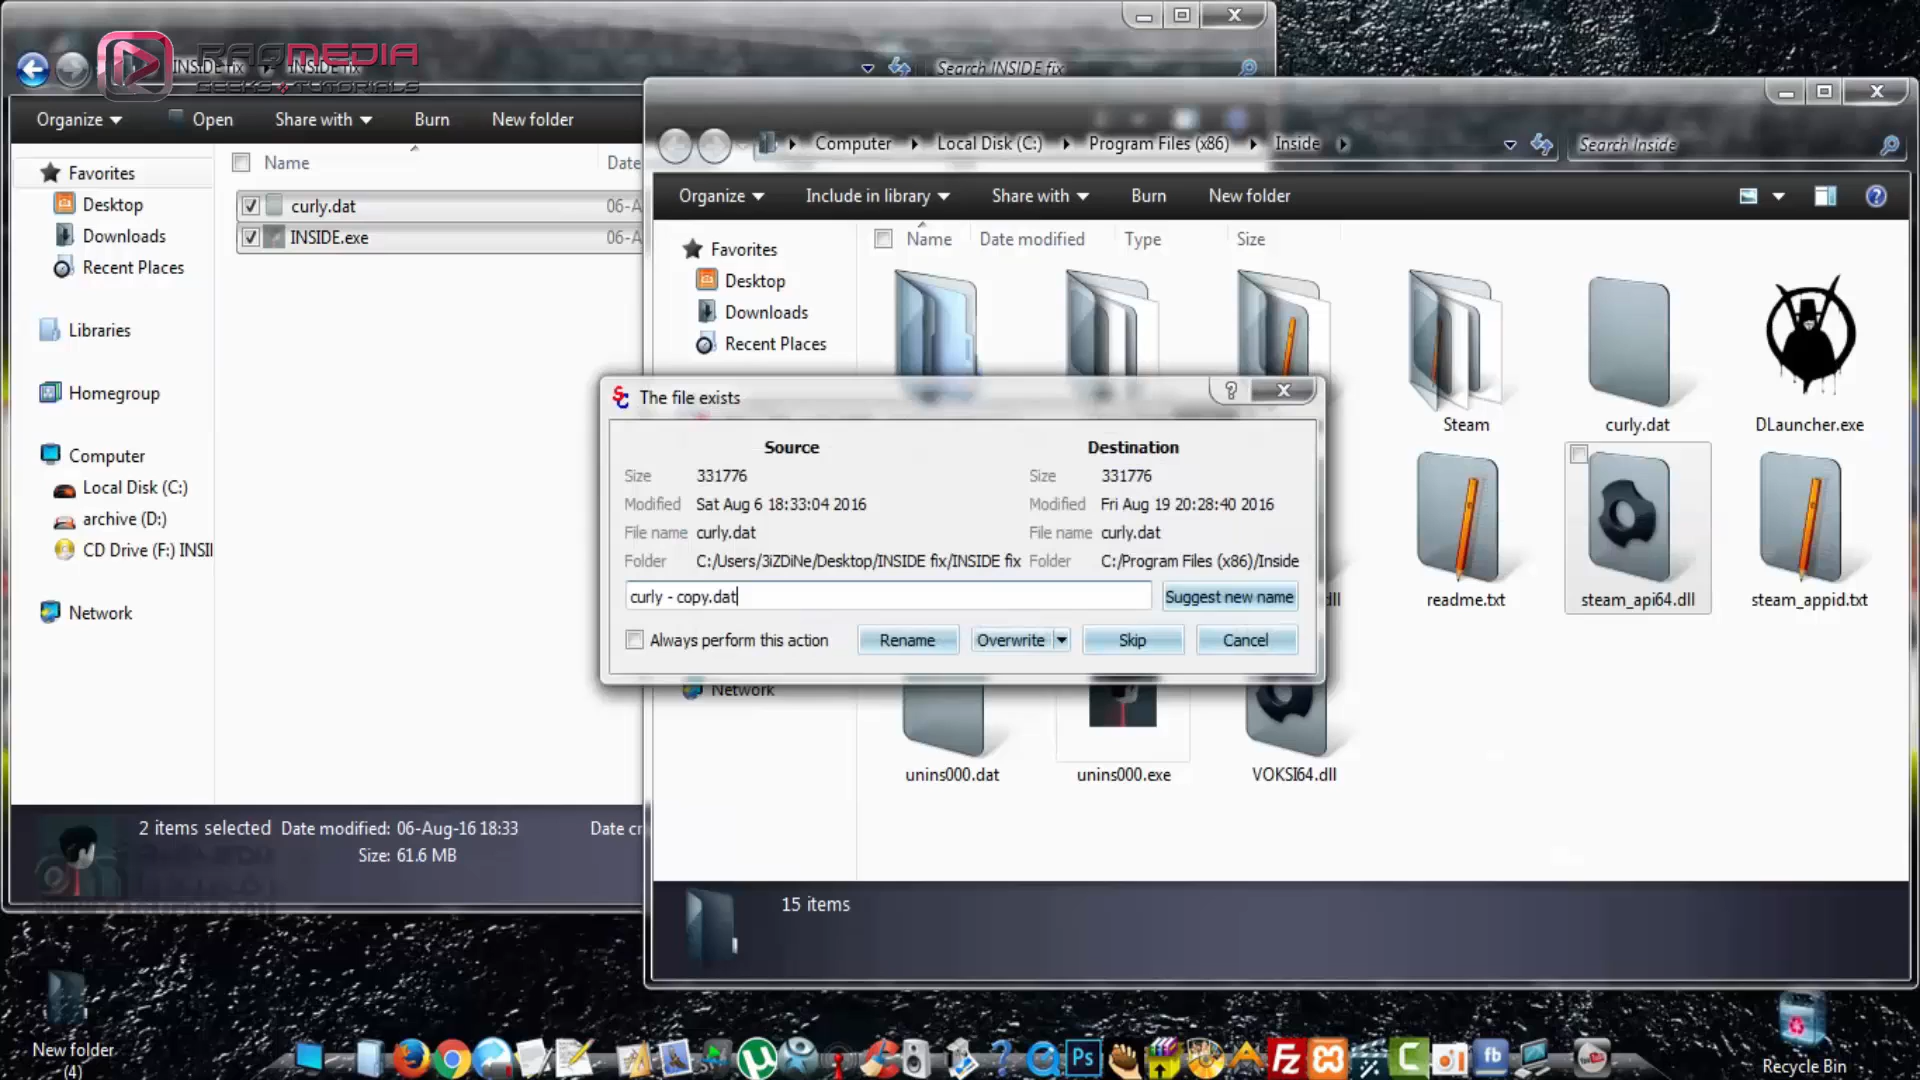 RAQMEDIA
GEEKS TUTORIALS
INSIDE fix
INSIDE fix
Search INSIDE fix
Organize
Open
Share with
Burn
New folder
Favorites
Desktop
Downloads
Recent Places
Libraries
Homegroup
Computer
Local Disk (C:)
archive (D:)
CD Drive (F:) INSI
Network
Name
Date
curly.dat
06-A
INSIDE.exe
06-A
2 items selected
Date modified: 06-Aug-16 18:33
Date cr
Size: 61.6 MB
Computer
Local Disk (C:)
Program Files (x86)
Inside
Search Inside
Organize
Include in library
Share with
Burn
New folder
Favorites
Desktop
Downloads
Recent Places
Network
Name
Date modified
Type
Size
Steam
curly.dat
DLauncher.exe
readme.txt
steam_api64.dll
steam_appid.txt
unins000.dat
unins000.exe
VOKSI64.dll
15 items
The file exists
Source
Destination
Size 331776
Size 331776
Modified Sat Aug 6 18:33:04 2016
Modified Fri Aug 19 20:28:40 2016
File name curly.dat
File name curly.dat
Folder C:/Users/3iZDiNe/Desktop/INSIDE fix/INSIDE fix
Folder C:/Program Files (x86)/Inside
curly - copy.dat
Suggest new name
Always perform this action
Rename
Overwrite
Skip
Cancel
New folder
(4)
Ps
Fz
fb
Recycle Bin